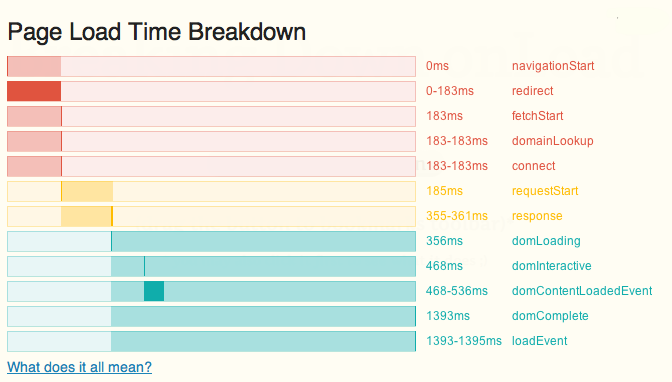 Page Load Time Breakdown
0ms navigationStart
0-183ms redirect
183ms fetchStart
183-183ms domainLookup
183-183ms connect
185ms requestStart
355-361ms response
356ms domLoading
468ms domInteractive
468-536ms domContentLoadedEvent
1393ms domComplete
1393-1395ms loadEvent
What does it all mean?